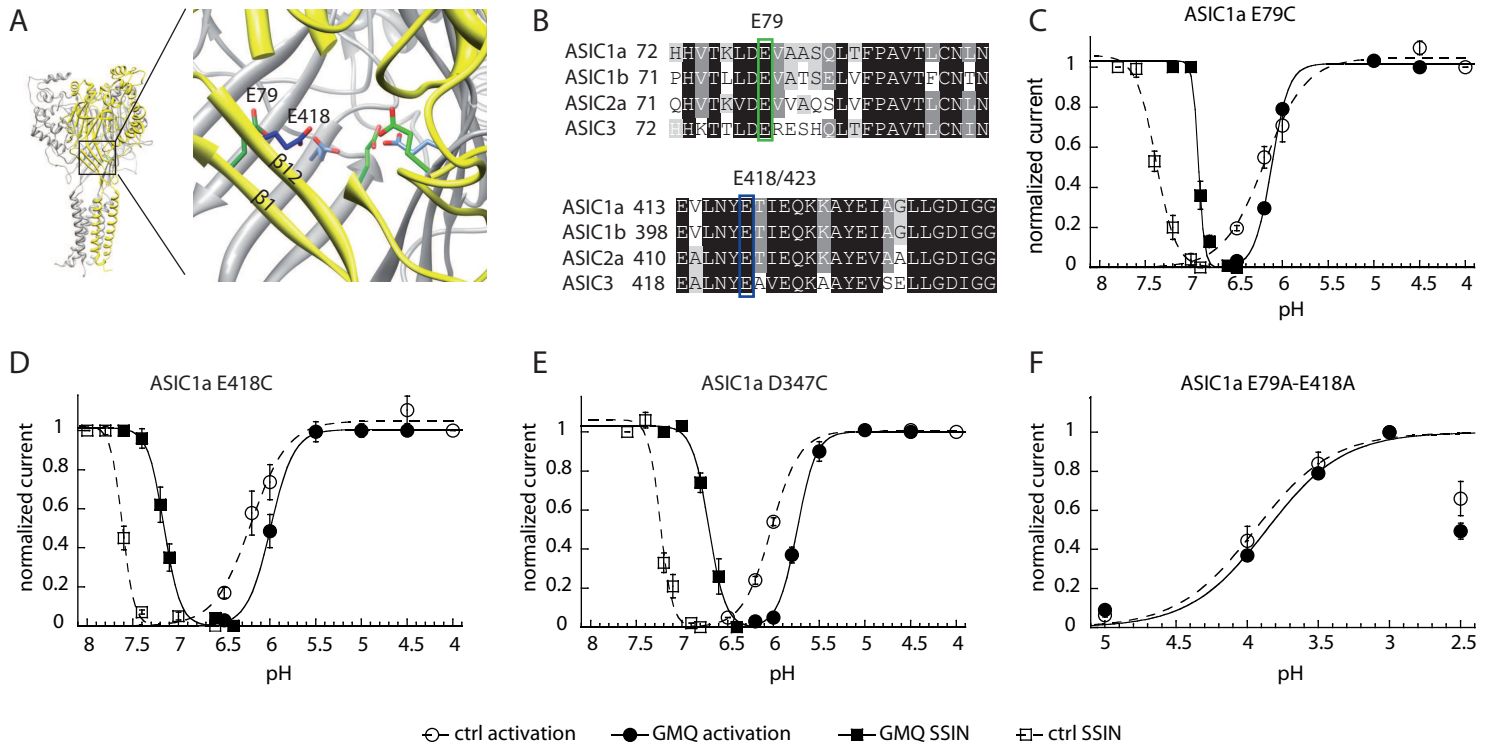 A
E79
E418
β12
β1
B
E79
ASIC1a 72 HHVTKLDEVAASQLTFPAVTLCNLN
ASIC1b 71 PHVTLLDEVATSELVFPAVTFCNTN
ASIC2a 71 QHVTKVDEVVAQSLVFPAVTLCNLN
ASIC3 72 HHKTTLDERESHQLTFPAVTLCNIN
E418/423
ASIC1a 413 EVLNYETIEQKKAYEIAGLLGDIGG
ASIC1b 398 EVLNYETIEQKKAYEIAGLLGDIGG
ASIC2a 410 EALNYETIEQKKAYEVAALLGDIGG
ASIC3 418 EALNYEAVEQKAAYEVSELLGDIGG
C
ASIC1a E79C
normalized current
1
0.8
0.6
0.4
0.2
0
8 7.5 7 6.5 6 5.5 5 4.5 4
pH
D
ASIC1a E418C
normalized current
1
0.8
0.6
0.4
0.2
0
8 7.5 7 6.5 6 5.5 5 4.5 4
pH
E
ASIC1a D347C
normalized current
1
0.8
0.6
0.4
0.2
0
8 7.5 7 6.5 6 5.5 5 4.5 4
pH
F
ASIC1a E79A-E418A
normalized current
1
0.8
0.6
0.4
0.2
0
5 4.5 4 3.5 3 2.5
pH
ctrl activation GMQ activation GMQ SSIN ctrl SSIN